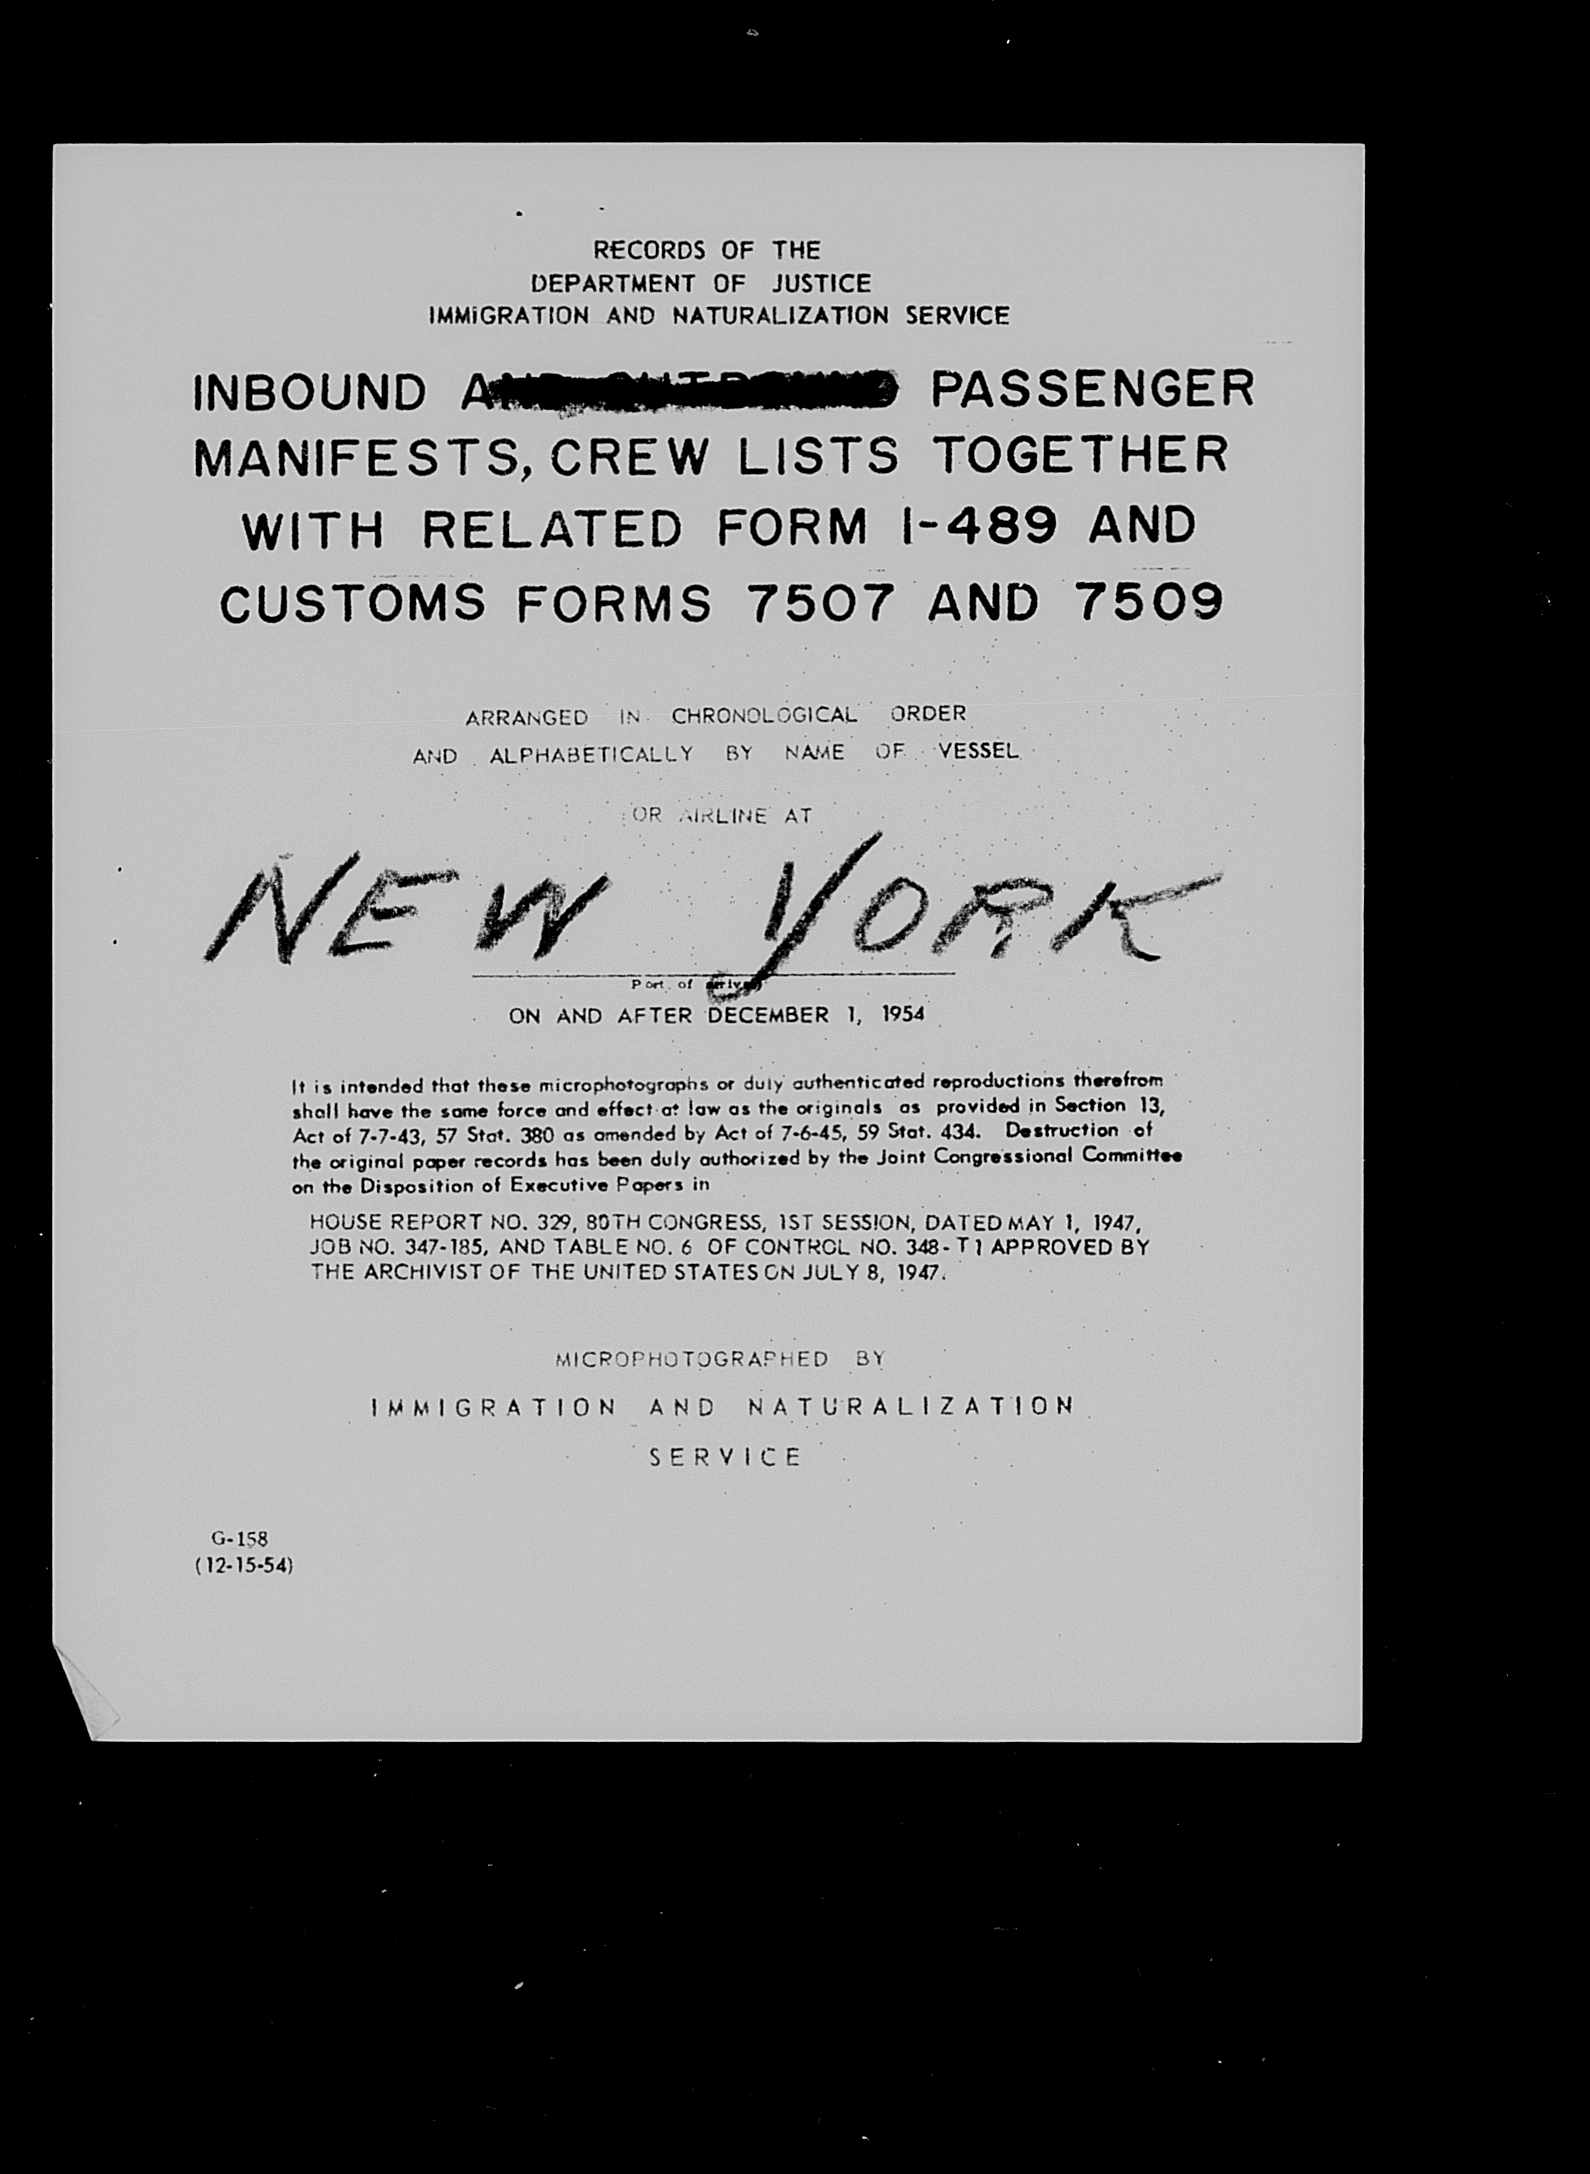 RECORDS OF THE
DEPARTMENT OF JUSTICE
IMMIGRATION AND NATURALIZATION SERVICE
INBOUND AND OUTBOUND PASSENGER
MANIFESTS, CREW LISTS TOGETHER
WITH RELATED FORM I-489 AND
CUSTOMS FORMS 7507 AND 7509
ARRANGED IN CHRONOLOGICAL ORDER
AND ALPHABETICALLY BY NAME OF VESSEL
OR AIRLINE AT
NEW YORK
Port of arrival
ON AND AFTER DECEMBER 1, 1954
It is intended that these microphotographs or duly authenticated reproductions therefrom
shall have the same force and effect at law as the originals as provided in Section 13,
Act of 7-7-43, 57 Stat. 380 as amended by Act of 7-6-45, 59 Stat. 434. Destruction of
the original paper records has been duly authorized by the Joint Congressional Committee
on the Disposition of Executive Papers in
HOUSE REPORT NO. 329, 80TH CONGRESS, 1ST SESSION, DATED MAY 1, 1947,
JOB NO. 347-185, AND TABLE NO. 6 OF CONTROL NO. 348-T1 APPROVED BY
THE ARCHIVIST OF THE UNITED STATES ON JULY 8, 1947.
MICROPHOTOGRAPHED BY
IMMIGRATION AND NATURALIZATION
SERVICE
G-158
(12-15-54)